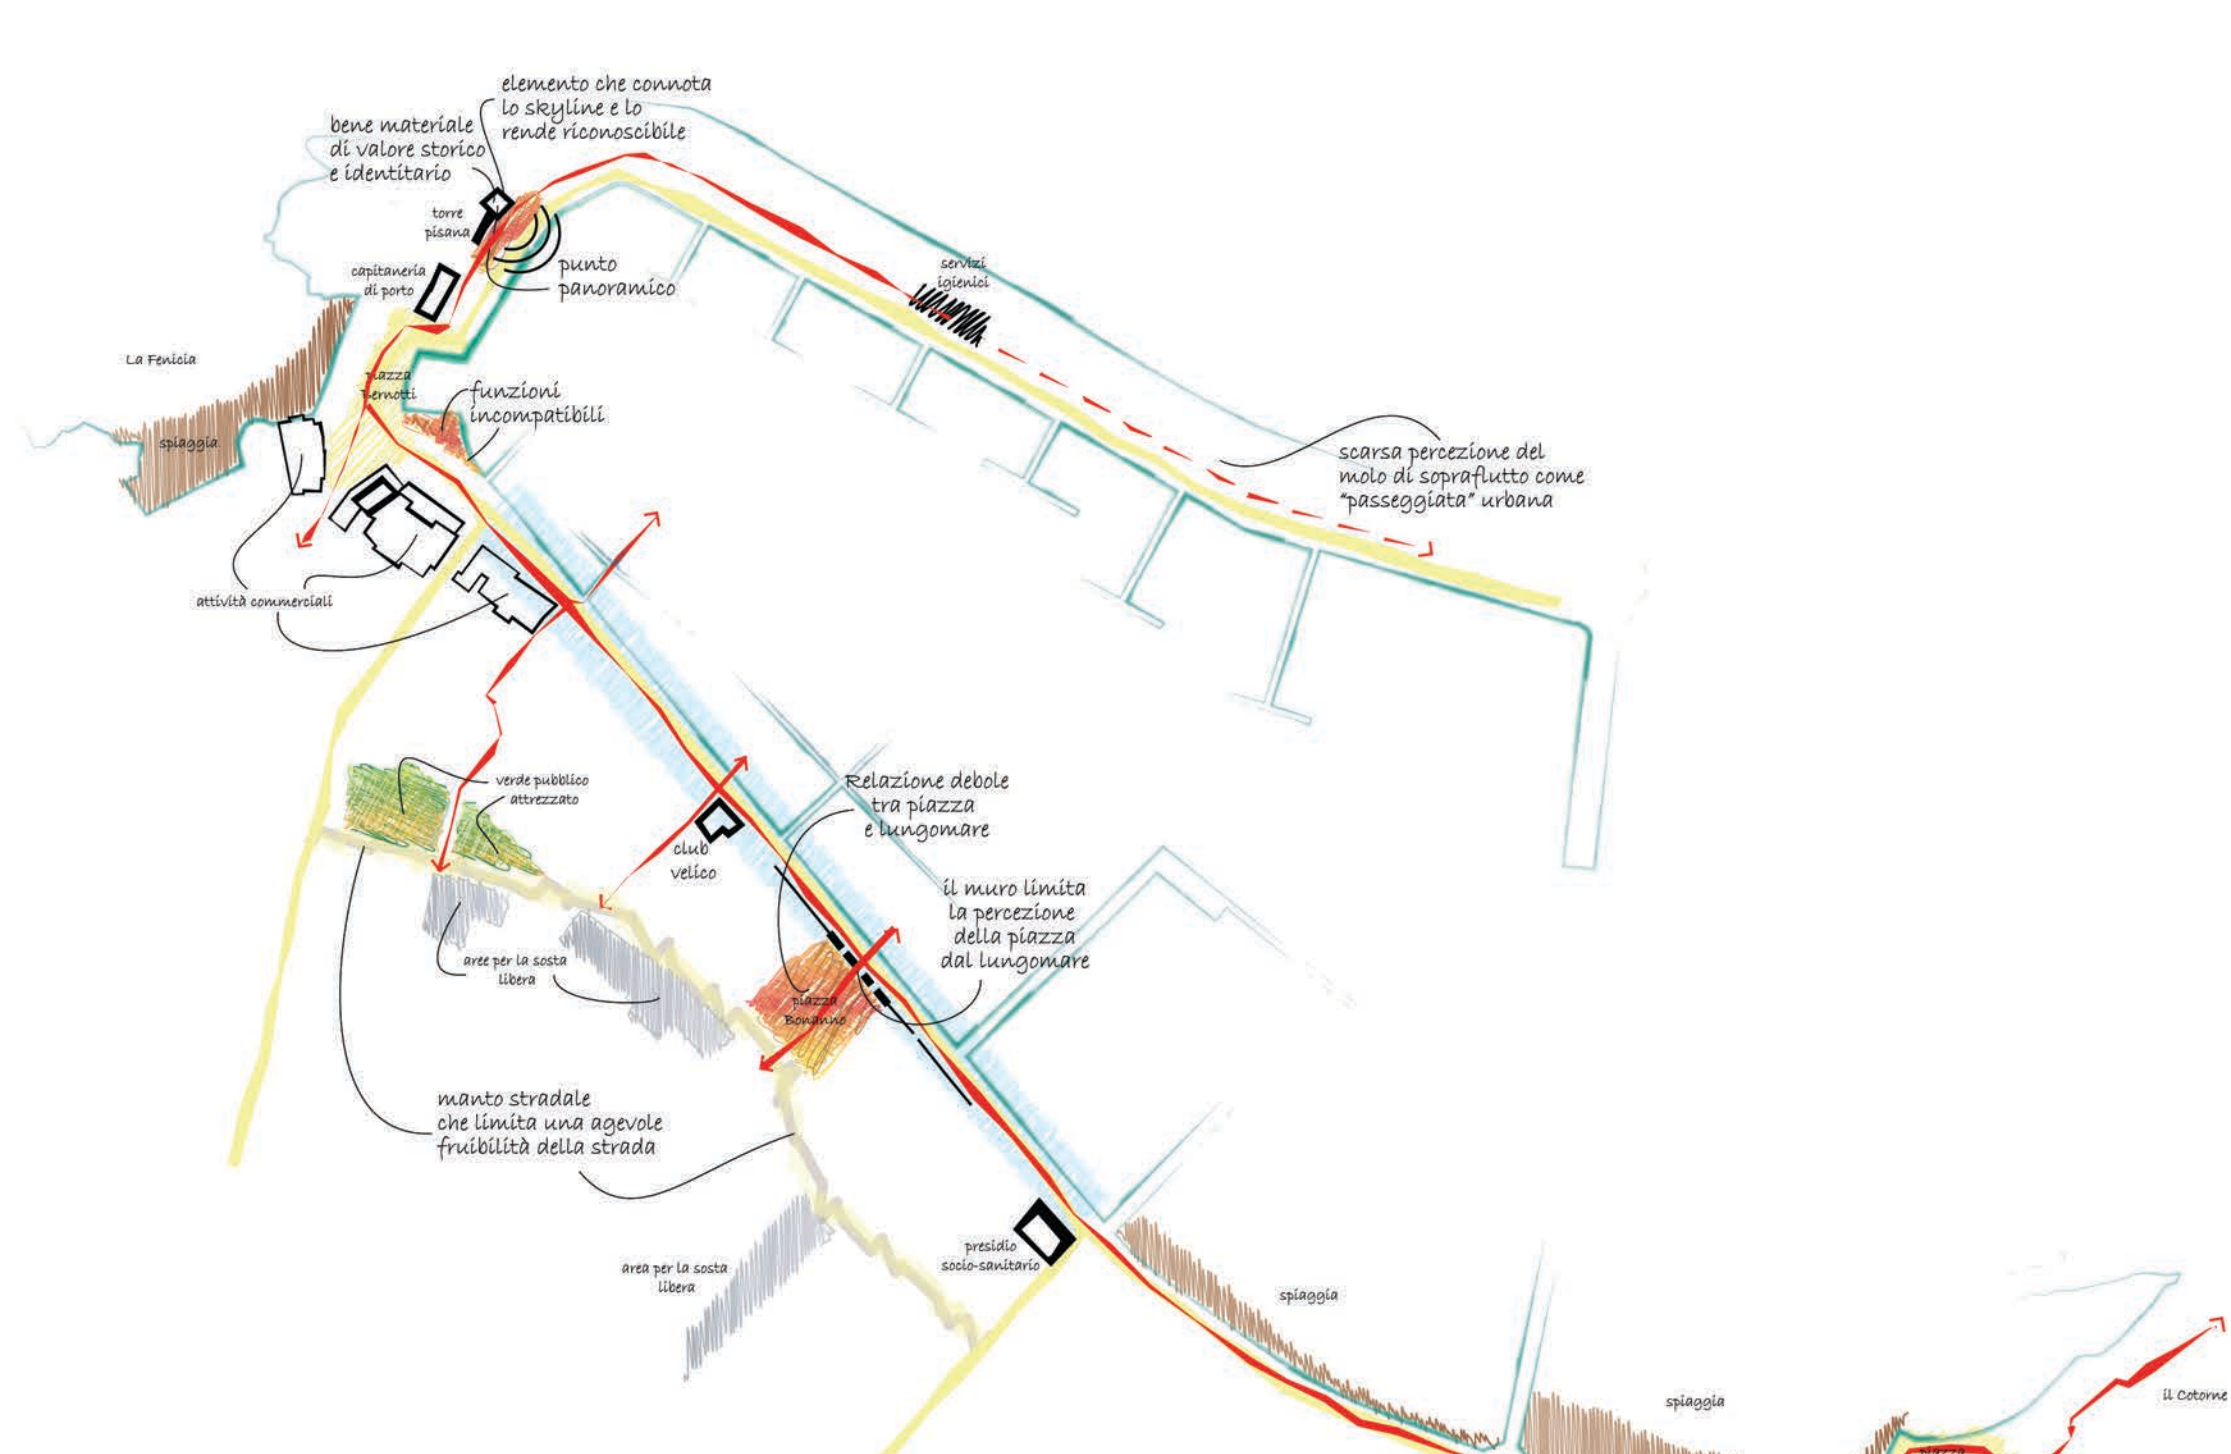 elemento che connota
lo skyline e lo
rende riconoscibile
bene materiale
di valore storico
e identitario
torre
pisana
capitaneria
di porto
punto
panoramico
servizi
igienici
La Fenicia
piazza
Bernotti
funzioni
incompatibili
spiaggia
scarsa percezione del
molo di sopraflutto come
"passeggiata" urbana
attività commerciali
verde pubblico
attrezzato
Relazione debole
tra piazza
e lungomare
club
velico
il muro limita
la percezione
della piazza
dal lungomare
aree per la sosta
libera
piazza
Bonanno
manto stradale
che limita una agevole
fruibilità della strada
presidio
socio-sanitario
area per la sosta
libera
spiaggia
spiaggia
il Cotorne
piazza